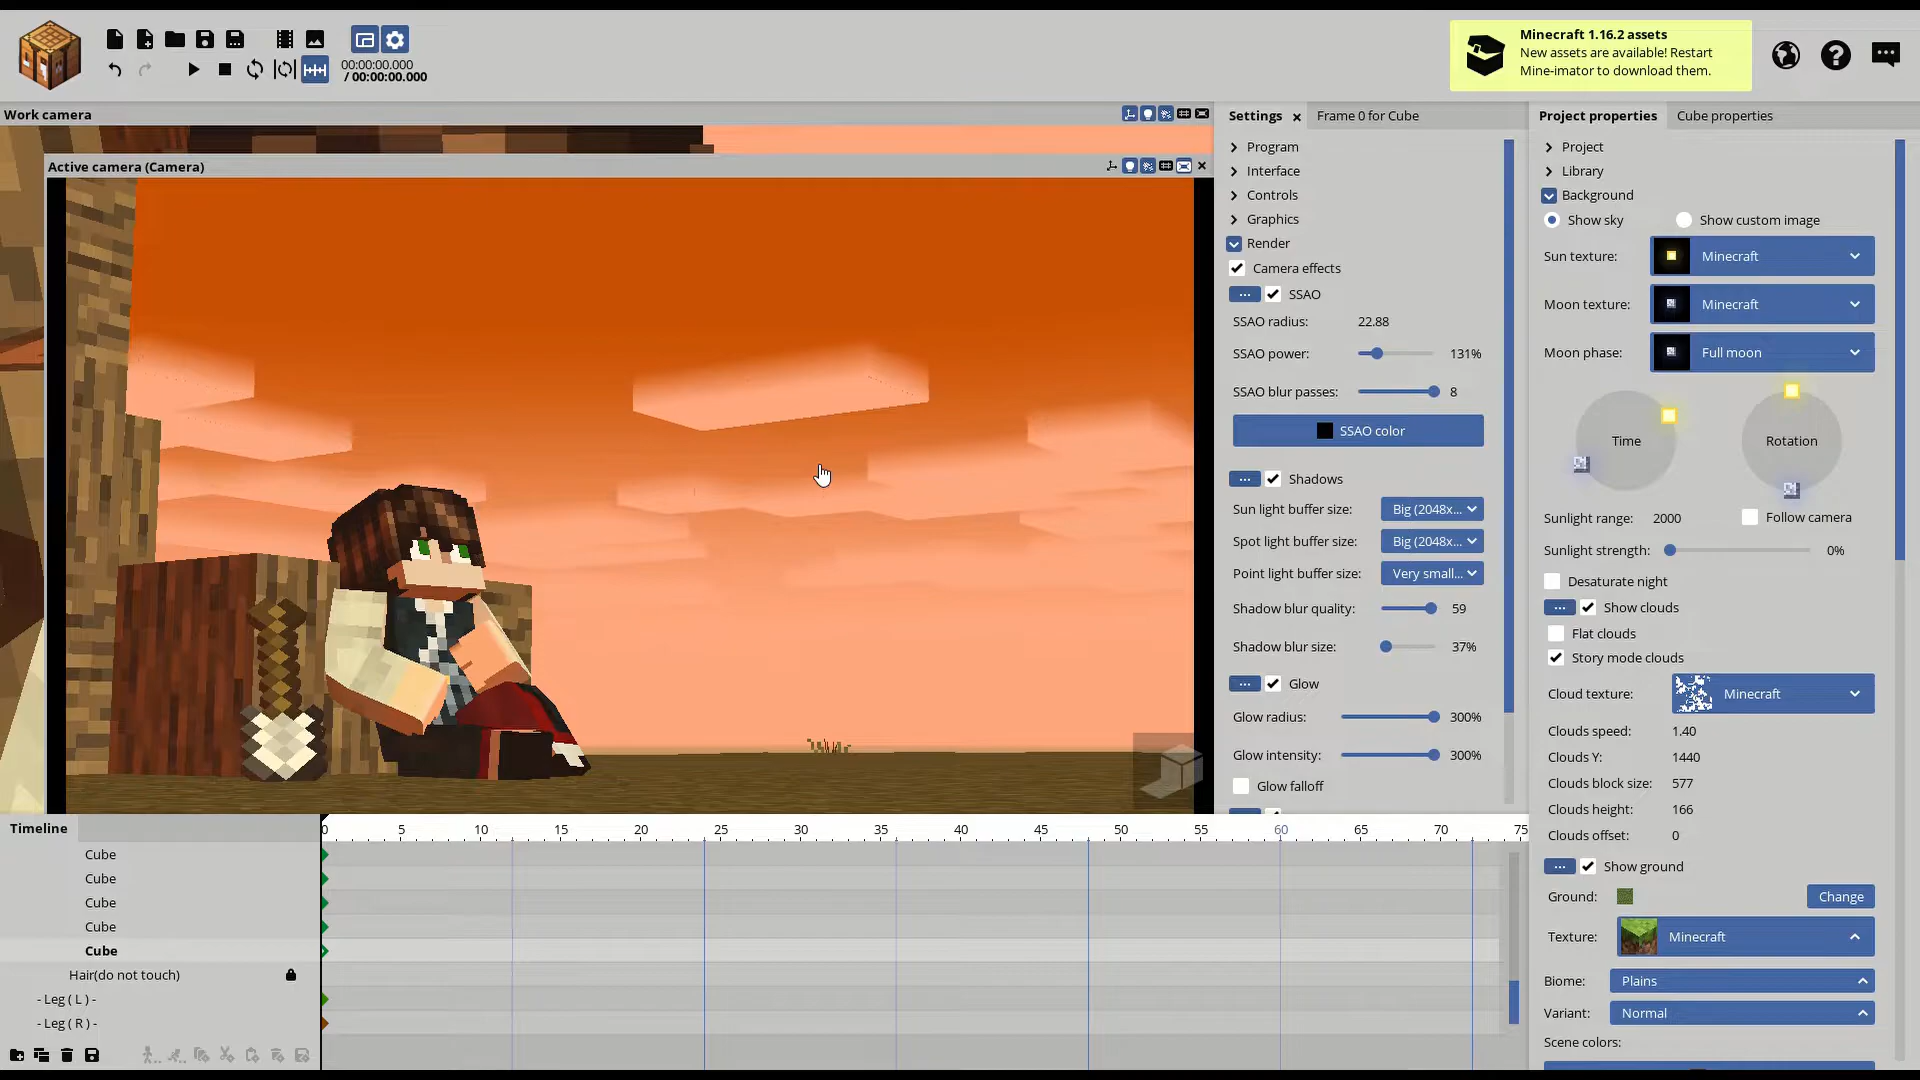 00:00:00.000
/ 00:00:00.000
Minecraft 1.16.2 assets
New assets are available! Restart
Mine-imator to download them.
Work camera
Active camera (Camera)
Settings
Frame 0 for Cube
Program
Interface
Controls
Graphics
Render
Camera effects
... SSAO
SSAO radius: 22.88
SSAO power: 131%
SSAO blur passes: 8
SSAO color
... Shadows
Sun light buffer size: Big (2048x...
Spot light buffer size: Big (2048x...
Point light buffer size: Very small...
Shadow blur quality: 59
Shadow blur size: 37%
... Glow
Glow radius: 300%
Glow intensity: 300%
Glow falloff
Project properties
Cube properties
Project
Library
Background
Show sky Show custom image
Sun texture: Minecraft
Moon texture: Minecraft
Moon phase: Full moon
Time Rotation
Sunlight range: 2000 Follow camera
Sunlight strength: 0%
Desaturate night
... Show clouds
Flat clouds
Story mode clouds
Cloud texture: Minecraft
Clouds speed: 1.40
Clouds Y: 1440
Clouds block size: 577
Clouds height: 166
Clouds offset: 0
... Show ground
Ground: Change
Texture: Minecraft
Biome: Plains
Variant: Normal
Scene colors:
Timeline
0 5 10 15 20 25 30 35 40 45 50 55 60 65 70 75
Cube
Cube
Cube
Cube
Cube
Hair(do not touch)
- Leg ( L ) -
- Leg ( R ) -